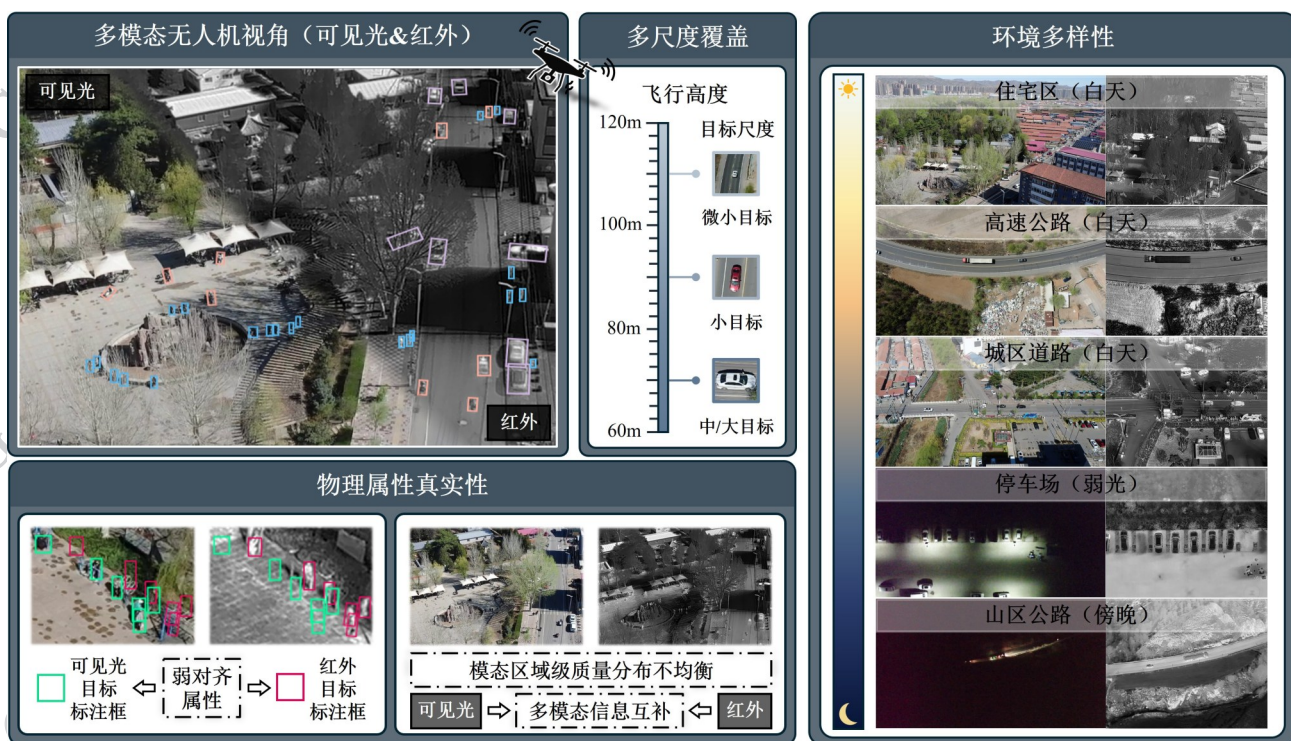 多模态无人机视角（可见光&红外）
可见光
红外
多尺度覆盖
飞行高度
120m
目标尺度
微小目标
100m
小目标
80m
60m
中/大目标
物理属性真实性
可见光
目标
标注框
弱对齐
属性
红外
目标
标注框
模态区域级质量分布不均衡
可见光
多模态信息互补
红外
环境多样性
住宅区（白天）
高速公路（白天）
城区道路（白天）
停车场（弱光）
山区公路（傍晚）